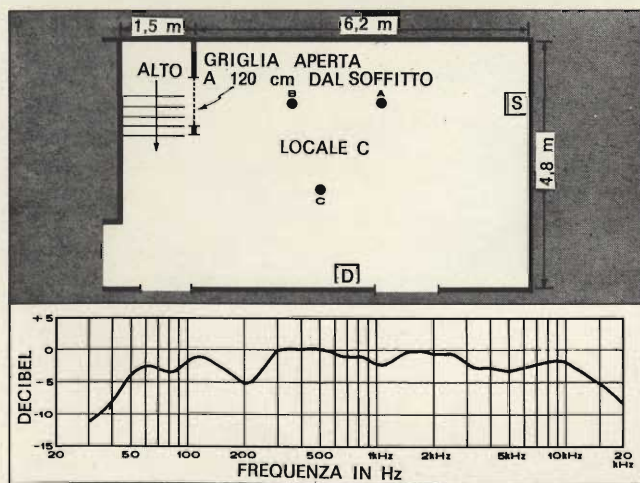 1,5 m 6,2 m
GRIGLIA APERTA
A 120 cm DAL SOFFITTO
ALTO
B A
S
LOCALE C
4,8 m
C
D
+5
0
-5
-10
-15
DECIBEL
20 50 100 200 500 1kHz 2kHz 5kHz 10kHz 20 kHz
FREQUENZA IN Hz